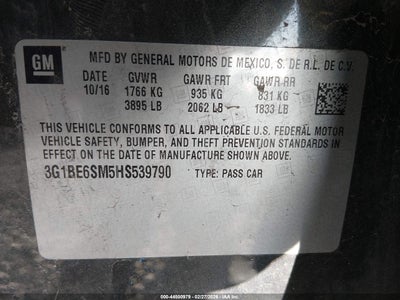 GM
MFD BY GENERAL MOTORS DE MEXICO, S. DE R.L. DE C.V.
DATE GVWR GAWR FRT GAWR RR
10/16 1766 KG 935 KG 831 KG
3895 LB 2062 LB 1833 LB
THIS VEHICLE CONFORMS TO ALL APPLICABLE U.S. FEDERAL MOTOR
VEHICLE SAFETY, BUMPER, AND THEFT PREVENTION STANDARDS
IN EFFECT ON THE DATE OF MANUFACTURE SHOWN ABOVE.
3G1BE6SM5HS539790 TYPE: PASS CAR